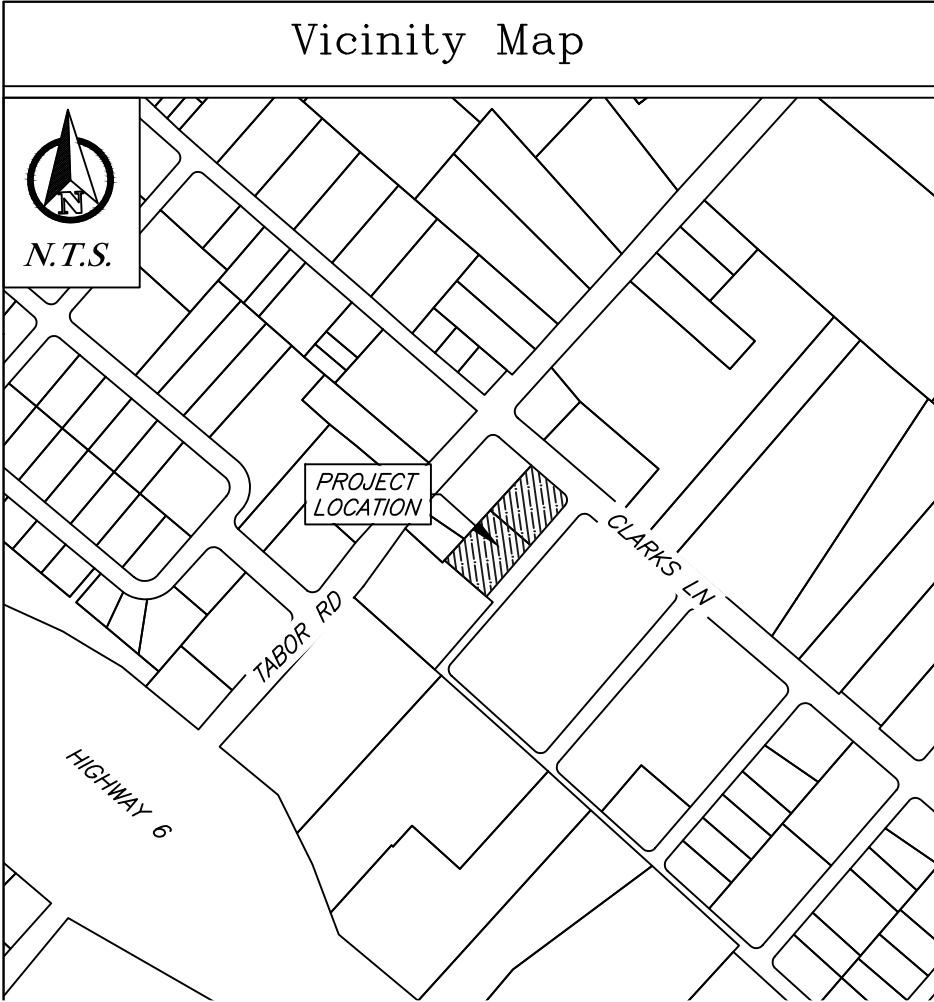 Vicinity Map
N
N.T.S.
PROJECT
LOCATION
CLARKS LN
TABOR RD
HIGHWAY 6